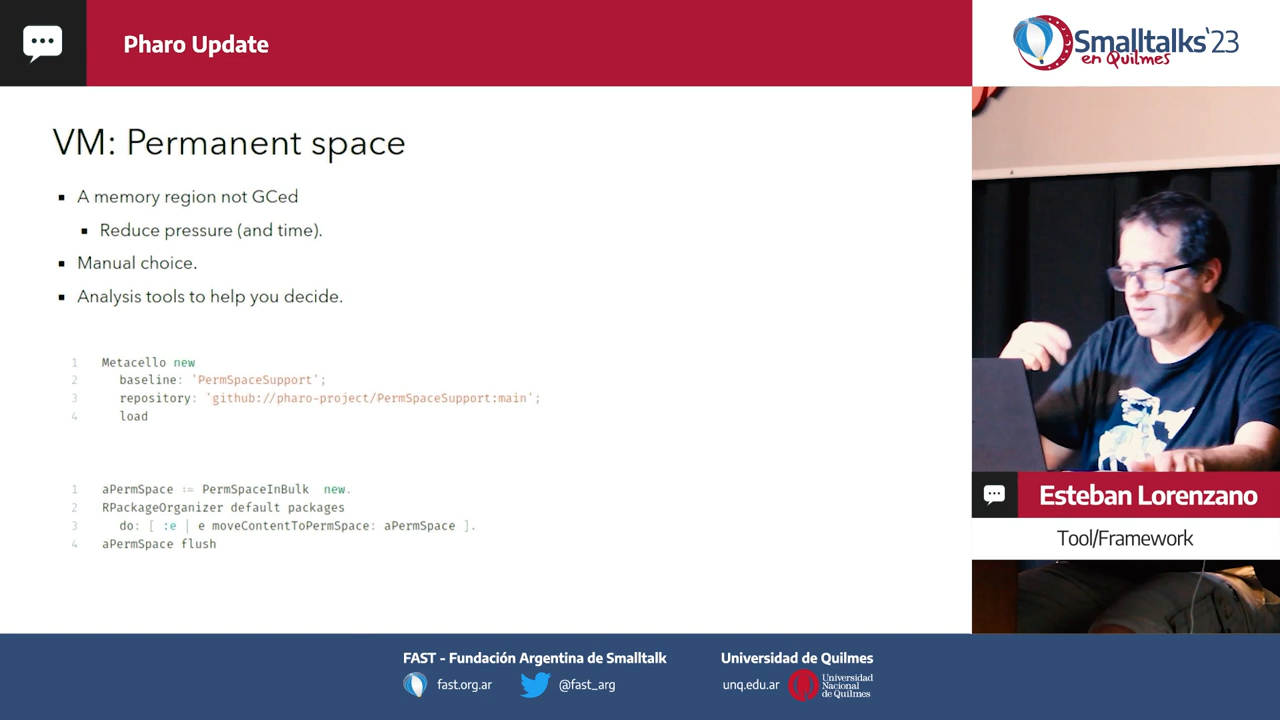 Pharo Update
Smalltalks'23
en Quilmes
VM: Permanent space
▪ A memory region not GCed
▪ Reduce pressure (and time).
▪ Manual choice.
▪ Analysis tools to help you decide.
1 Metacello new
2 baseline: 'PermSpaceSupport';
3 repository: 'github://pharo-project/PermSpaceSupport:main';
4 load
1 aPermSpace := PermSpaceInBulk new.
2 RPackageOrganizer default packages
3 do: [ :e | e moveContentToPermSpace: aPermSpace ].
4 aPermSpace flush
Esteban Lorenzano
Tool/Framework
FAST - Fundación Argentina de Smalltalk
fast.org.ar @fast_arg
Universidad de Quilmes
unq.edu.ar
Universidad
Nacional
de Quilmes